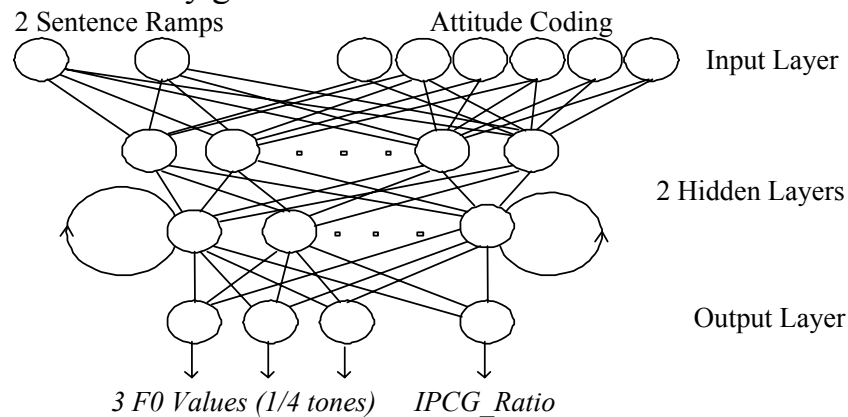 2 Sentence Ramps Attitude Coding
Input Layer
2 Hidden Layers
Output Layer
3 F0 Values (1/4 tones) IPCG_Ratio